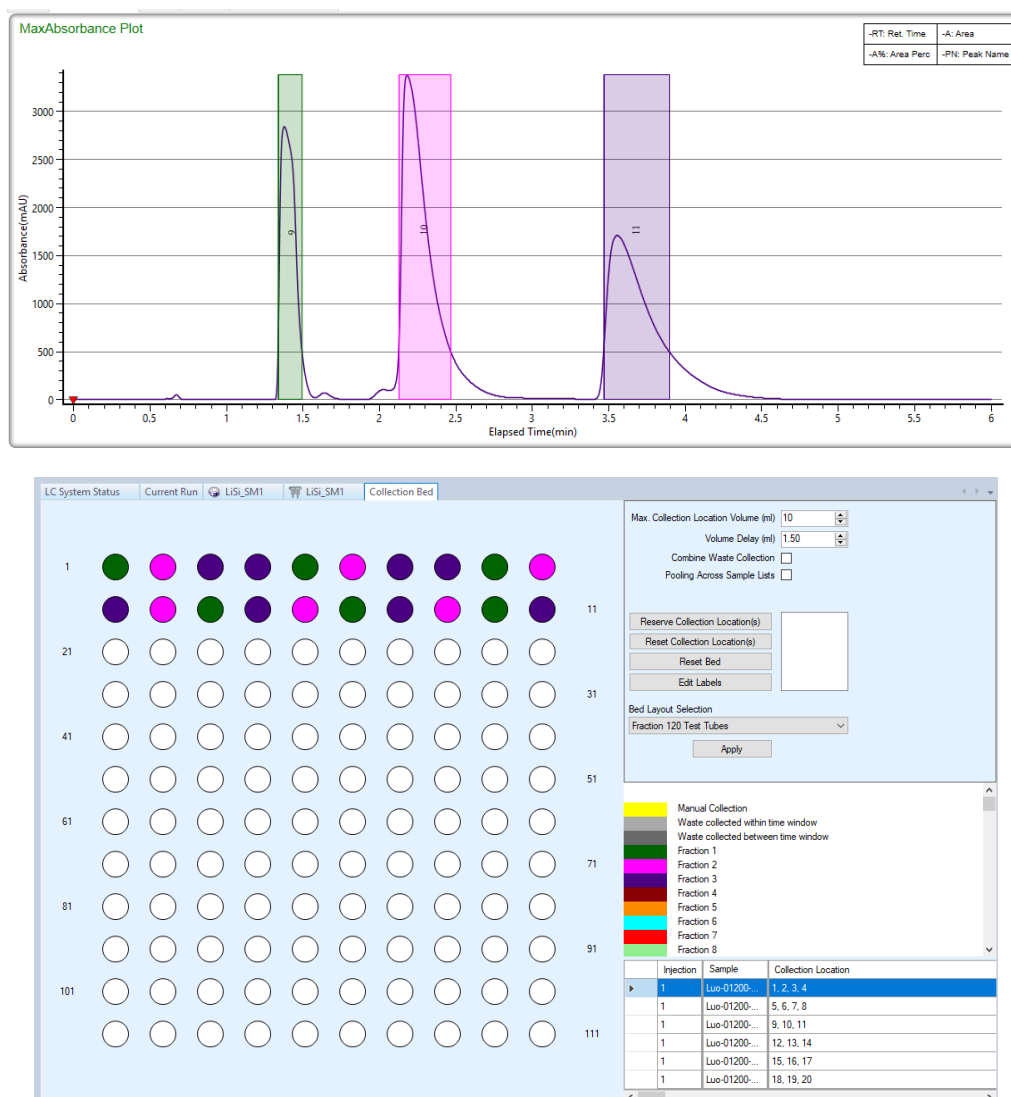 MaxAbsorbance Plot
-RT: Ret. Time -A: Area
-A%: Area Perc -PN: Peak Name
Absorbance(mAU)
3000
2500
2000
1500
1000
500
0
9
10
11
0 0.5 1 1.5 2 2.5 3 3.5 4 4.5 5 5.5 6
Elapsed Time(min)
LC System Status Current Run LiSi_SM1 LiSi_SM1 Collection Bed
1
11
21
31
41
51
61
71
81
91
101
111
Max. Collection Location Volume (ml) 10
Volume Delay (ml) 1.50
Combine Waste Collection
Pooling Across Sample Lists
Reserve Collection Location(s)
Reset Collection Location(s)
Reset Bed
Edit Labels
Bed Layout Selection
Fraction 120 Test Tubes
Apply
Manual Collection
Waste collected within time window
Waste collected between time window
Fraction 1
Fraction 2
Fraction 3
Fraction 4
Fraction 5
Fraction 6
Fraction 7
Fraction 8
Injection Sample Collection Location
1 Luo-01200-... 1, 2, 3, 4
1 Luo-01200-... 5, 6, 7, 8
1 Luo-01200-... 9, 10, 11
1 Luo-01200-... 12, 13, 14
1 Luo-01200-... 15, 16, 17
1 Luo-01200-... 18, 19, 20